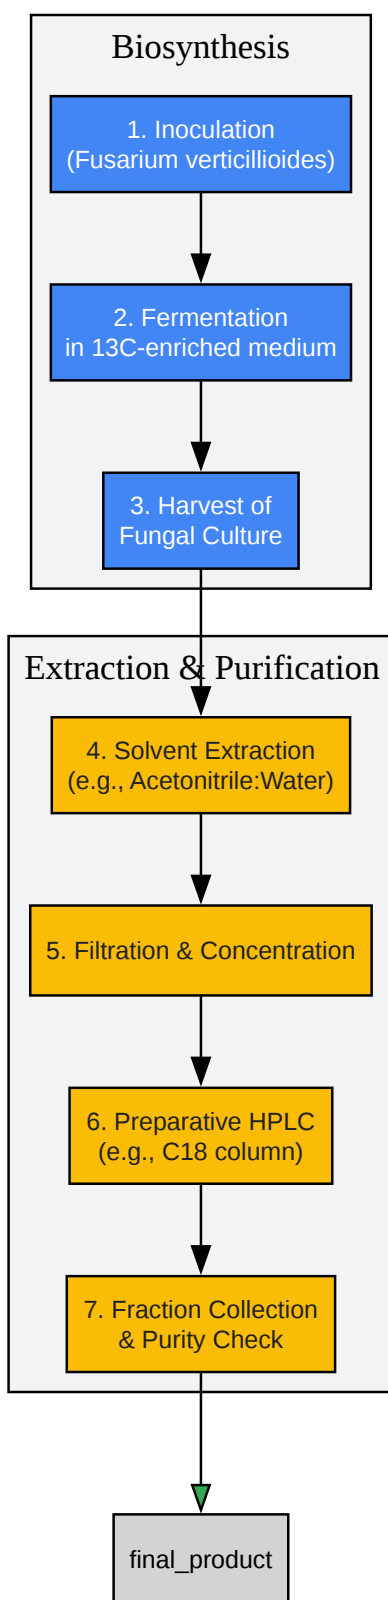 Biosynthesis
1. Inoculation
(Fusarium verticillioides)
2. Fermentation
in 13C-enriched medium
3. Harvest of
Fungal Culture
Extraction & Purification
4. Solvent Extraction
(e.g., Acetonitrile:Water)
5. Filtration & Concentration
6. Preparative HPLC
(e.g., C18 column)
7. Fraction Collection
& Purity Check
final_product